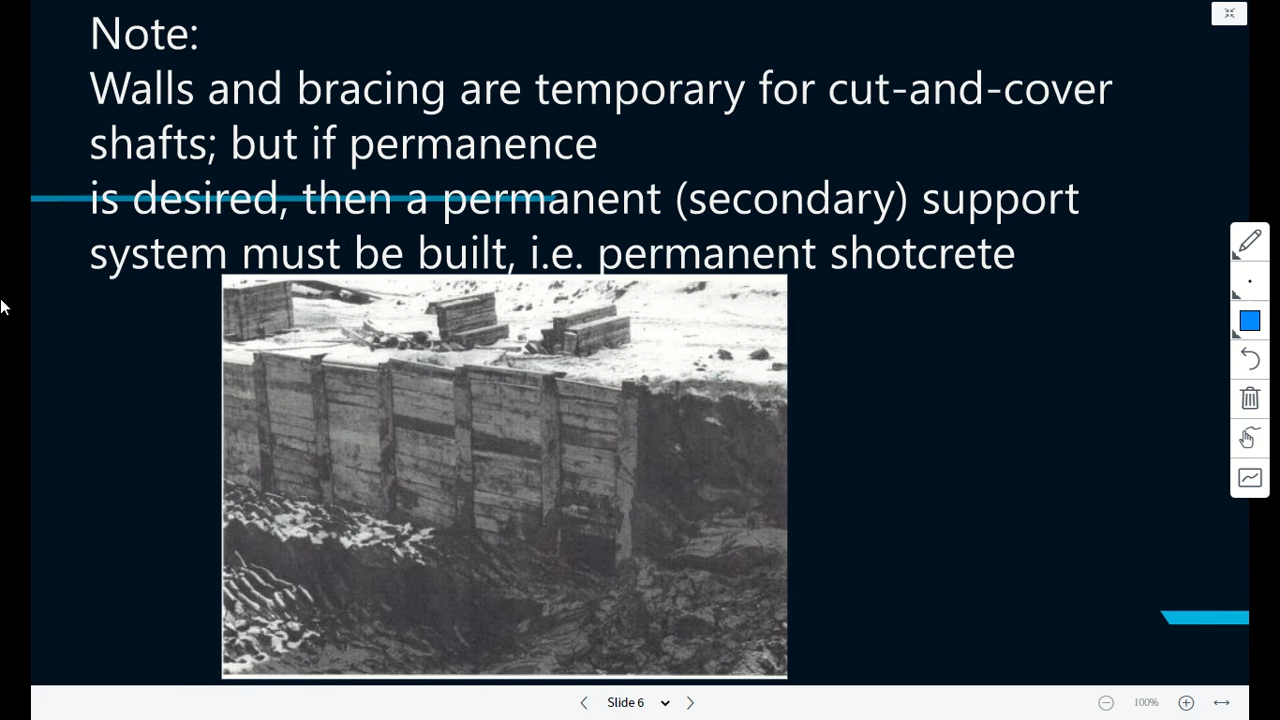 Note:
Walls and bracing are temporary for cut-and-cover
shafts; but if permanence
is desired, then a permanent (secondary) support
system must be built, i.e. permanent shotcrete
Slide 6
100%